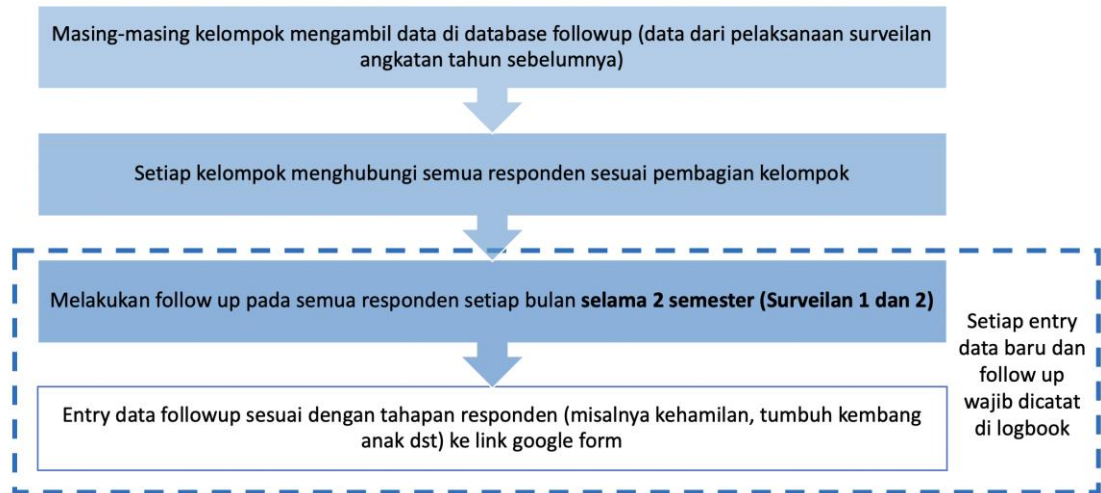 Masing-masing kelompok mengambil data di database followup (data dari pelaksanaan surveilan
angkatan tahun sebelumnya)
Setiap kelompok menghubungi semua responden sesuai pembagian kelompok
Melakukan follow up pada semua responden setiap bulan selama 2 semester (Surveilan 1 dan 2)
Entry data followup sesuai dengan tahapan responden (misalnya kehamilan, tumbuh kembang
anak dst) ke link google form
Setiap entry
data baru dan
follow up
wajib dicatat
di logbook